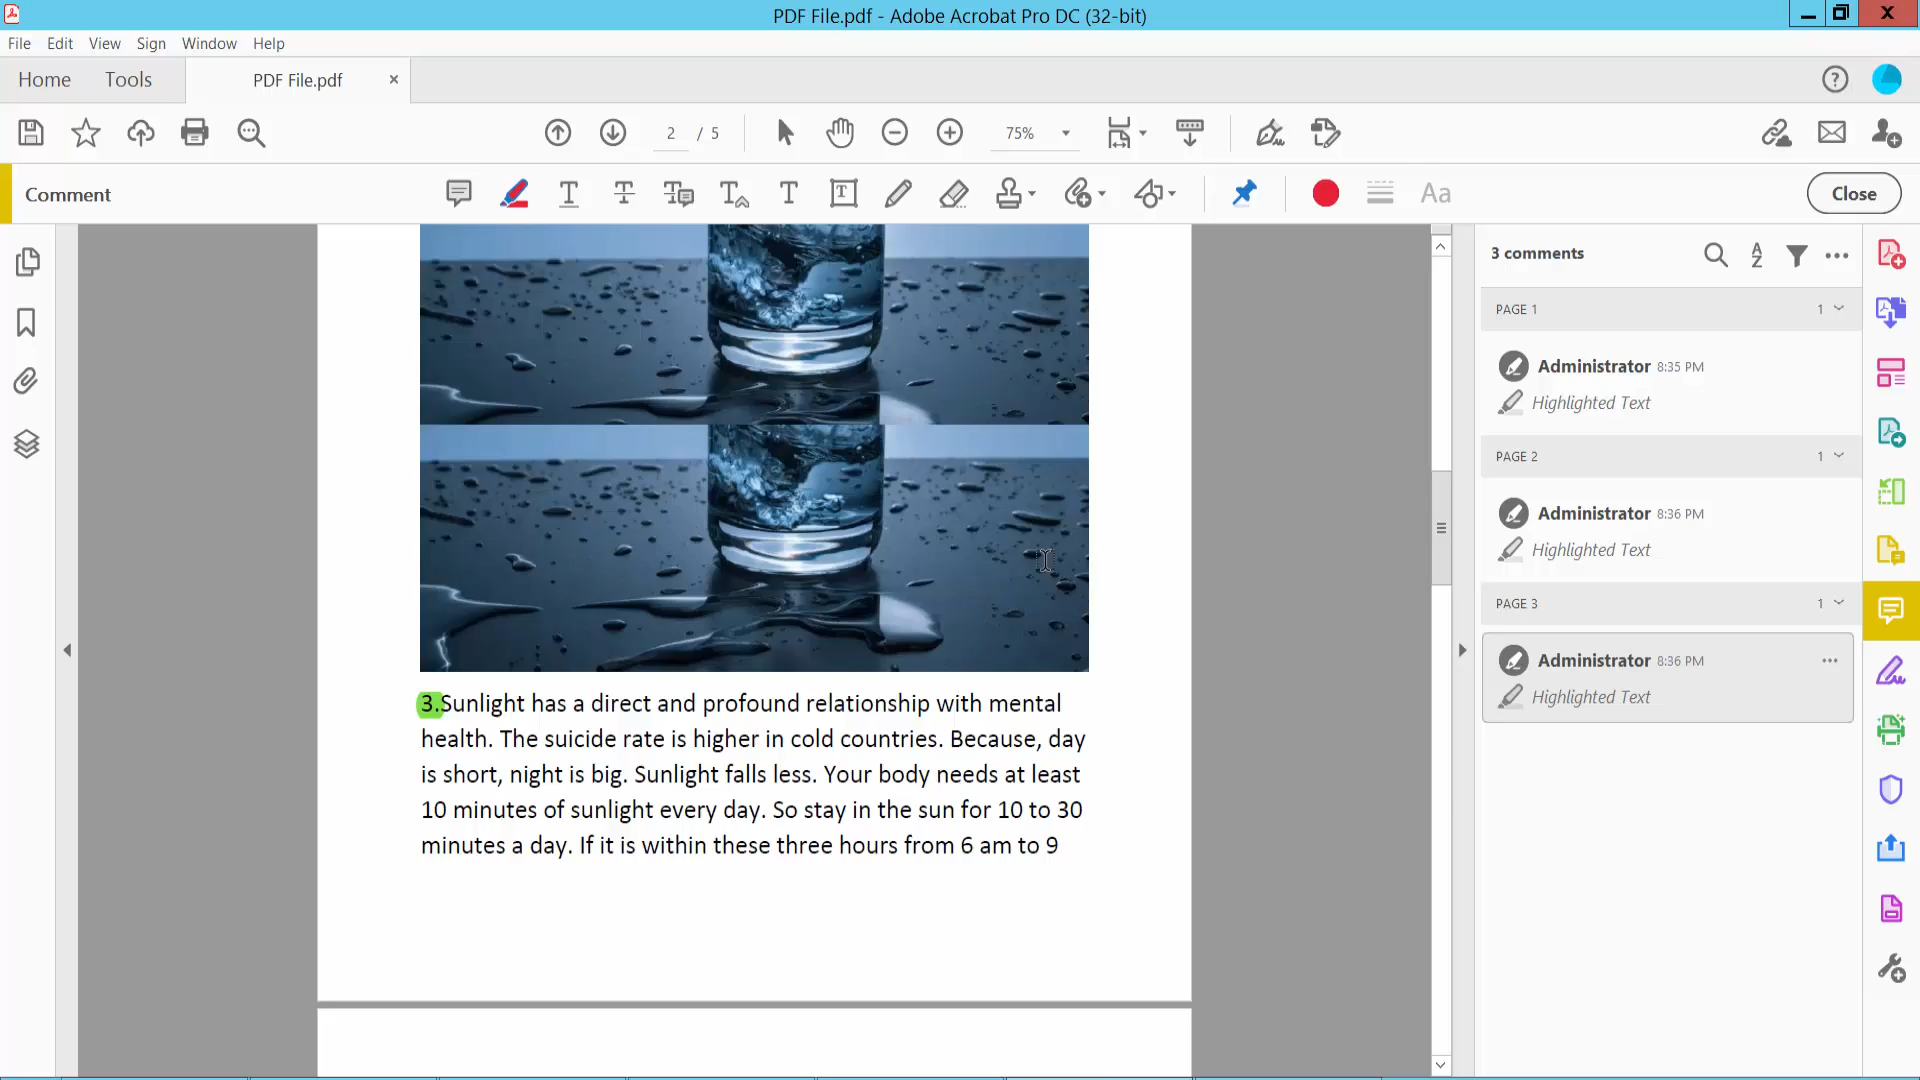 PDF File.pdf - Adobe Acrobat Pro DC (32-bit)
File Edit View Sign Window Help
Home Tools PDF File.pdf
2 / 5 75%
Comment Aa Close
3 comments
PAGE 1 1
Administrator 8:35 PM
Highlighted Text
PAGE 2 1
Administrator 8:36 PM
Highlighted Text
PAGE 3 1
Administrator 8:36 PM
Highlighted Text
3.Sunlight has a direct and profound relationship with mental
health. The suicide rate is higher in cold countries. Because, day
is short, night is big. Sunlight falls less. Your body needs at least
10 minutes of sunlight every day. So stay in the sun for 10 to 30
minutes a day. If it is within these three hours from 6 am to 9